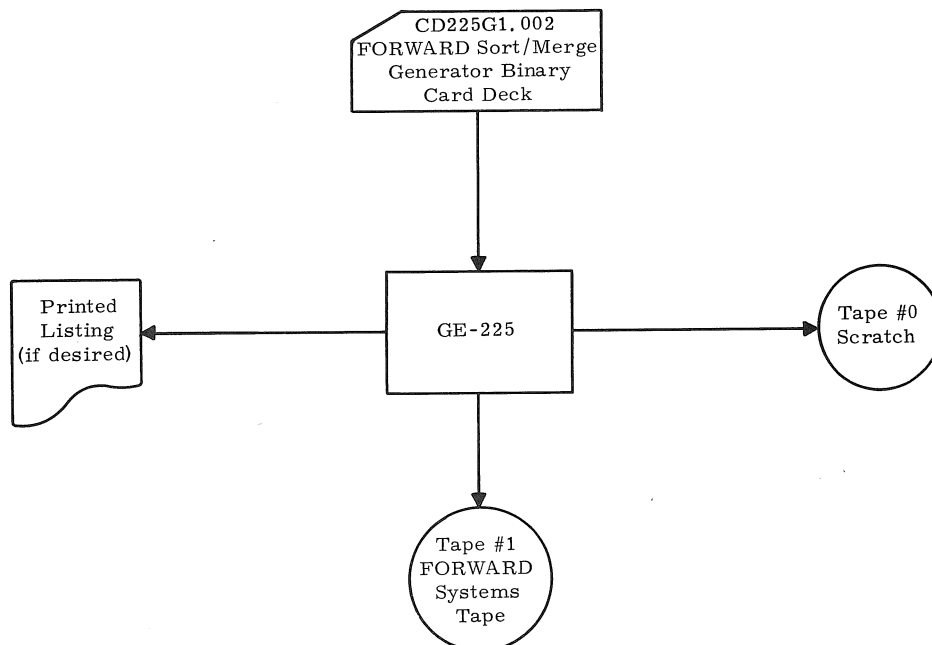 CD225G1.002
FORWARD Sort/Merge
Generator Binary
Card Deck
Printed
Listing
(if desired)
GE-225
Tape #0
Scratch
Tape #1
FORWARD
Systems
Tape